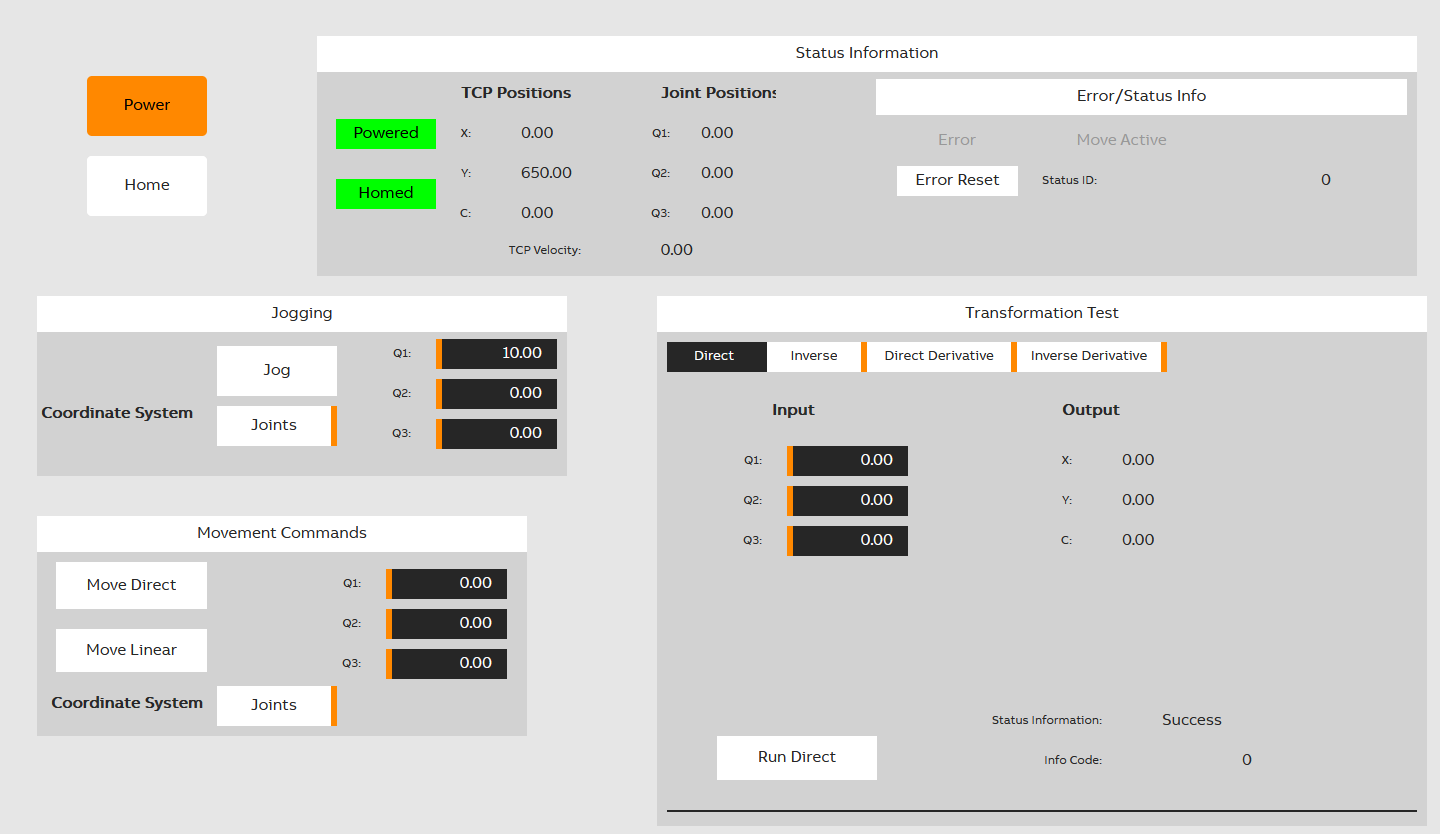 Power
Home
Status Information
TCP Positions
Joint Positions
Powered
X: 0.00
Q1: 0.00
Y: 650.00
Q2: 0.00
Homed
C: 0.00
Q3: 0.00
TCP Velocity: 0.00
Error/Status Info
Error
Move Active
Error Reset
Status ID: 0
Jogging
Jog
Coordinate System
Joints
Q1: 10.00
Q2: 0.00
Q3: 0.00
Movement Commands
Move Direct
Move Linear
Q1: 0.00
Q2: 0.00
Q3: 0.00
Coordinate System
Joints
Transformation Test
Direct
Inverse
Direct Derivative
Inverse Derivative
Input
Output
Q1: 0.00
X: 0.00
Q2: 0.00
Y: 0.00
Q3: 0.00
C: 0.00
Status Information: Success
Run Direct
Info Code: 0